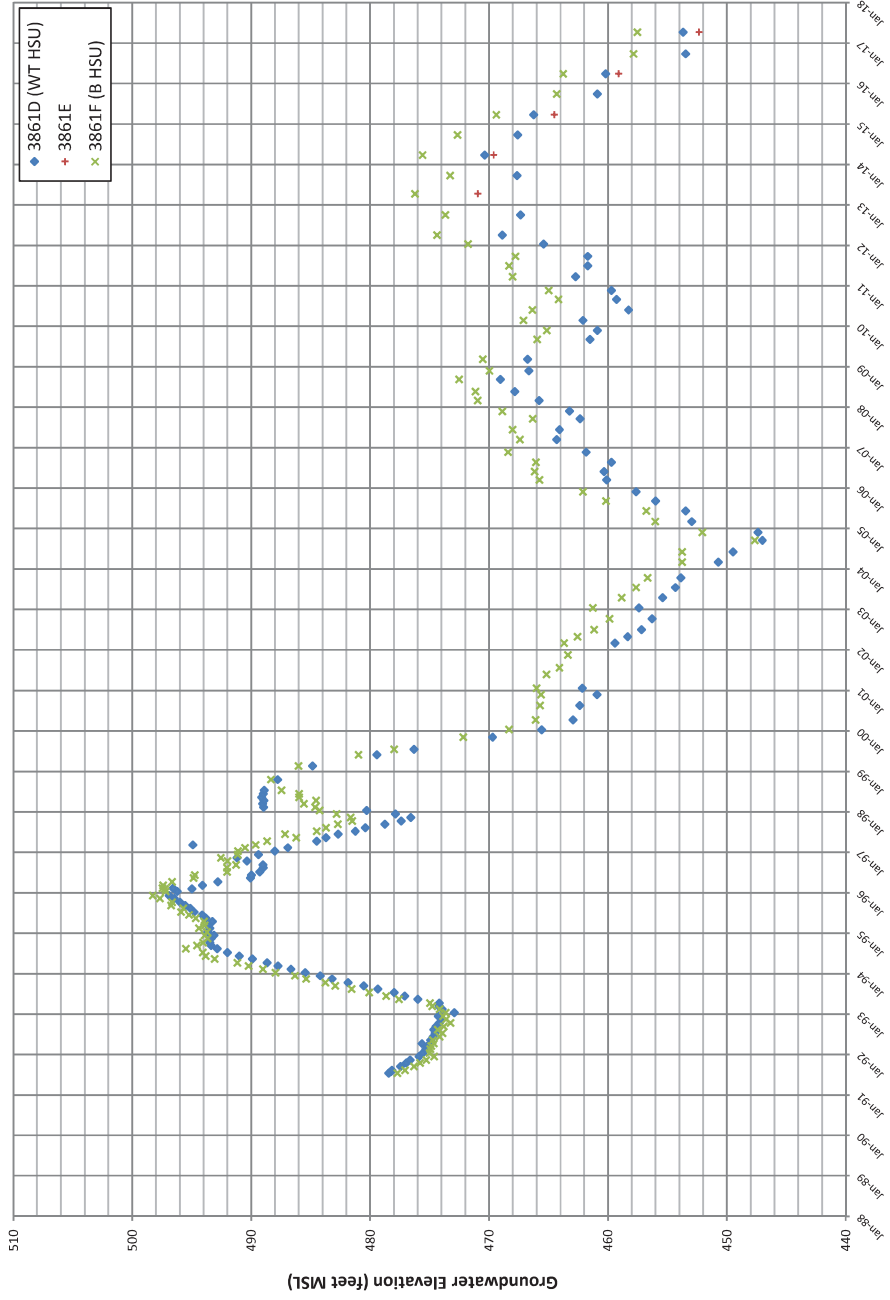 3861D (WT HSU)
3861E
3861F (B HSU)
Groundwater Elevation (feet MSL)
510
500
490
480
470
460
450
440
Jan-88
Jan-89
Jan-90
Jan-91
Jan-92
Jan-93
Jan-94
Jan-95
Jan-96
Jan-97
Jan-98
Jan-99
Jan-00
Jan-01
Jan-02
Jan-03
Jan-04
Jan-05
Jan-06
Jan-07
Jan-08
Jan-09
Jan-10
Jan-11
Jan-12
Jan-13
Jan-14
Jan-15
Jan-16
Jan-17
Jan-18